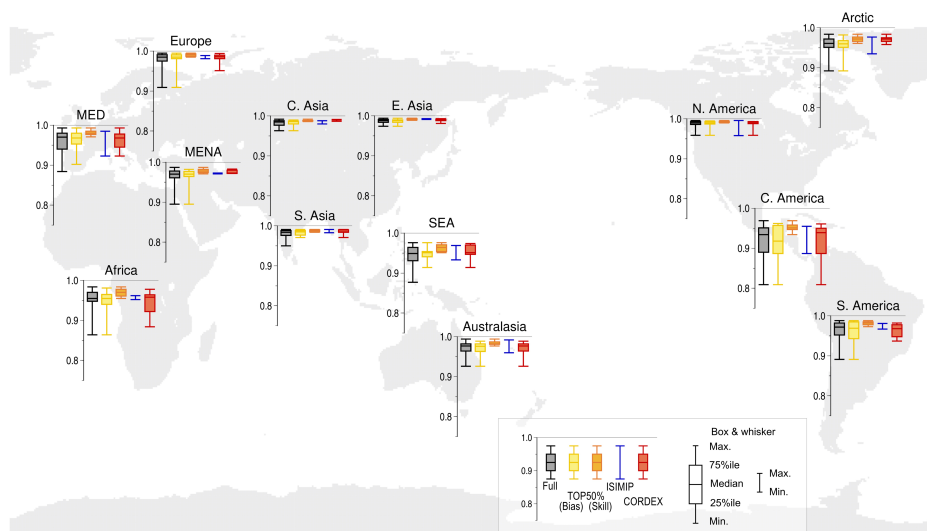 Arctic
1.0
0.9
0.8
Europe
1.0
0.9
0.8
MED
1.0
0.9
0.8
C. Asia
1.0
0.9
0.8
E. Asia
1.0
0.9
0.8
N. America
1.0
0.9
0.8
MENA
1.0
0.9
0.8
C. America
1.0
0.9
0.8
S. Asia
1.0
0.9
0.8
SEA
1.0
0.9
0.8
Africa
1.0
0.9
0.8
S. America
1.0
0.9
0.8
Australasia
1.0
0.9
0.8
1.0
0.9
0.8
Full
TOP50%
(Bias) (Skill)
ISIMIP
CORDEX
Box & whisker
Max.
75%ile
Median
25%ile
Min.
Max.
Min.